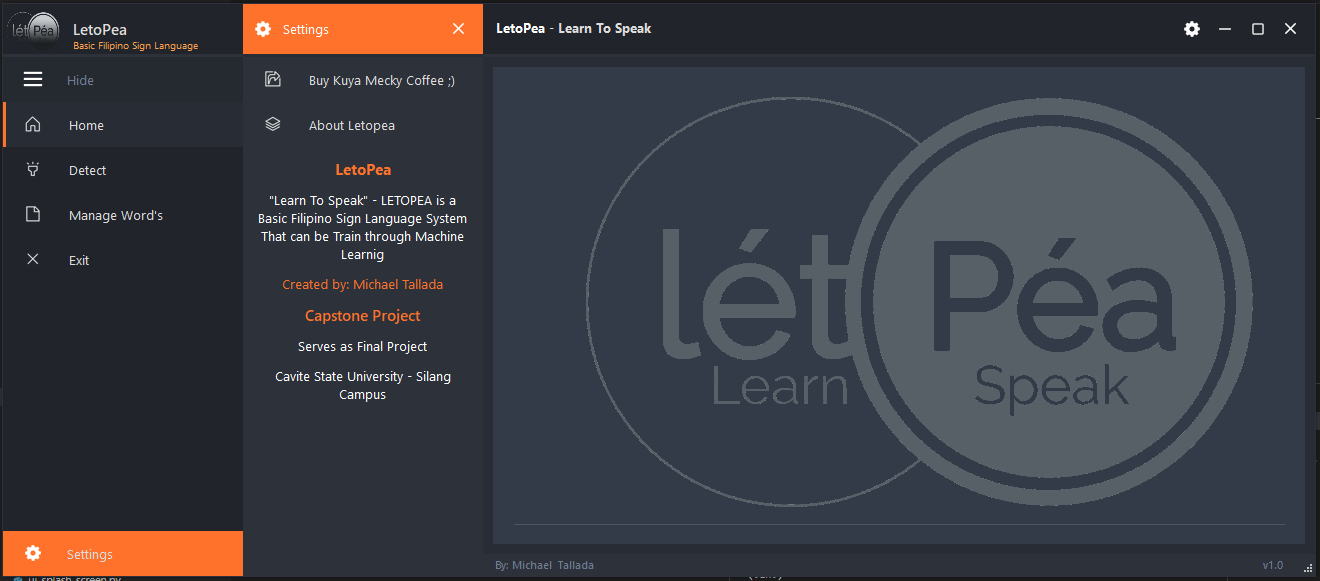 lét Péa
LetoPea
Basic Filipino Sign Language
Hide
Home
Detect
Manage Word's
Exit
Settings
Settings
Buy Kuya Mecky Coffee ;)
About Letopea
LetoPea
"Learn To Speak" - LETOPEA is a
Basic Filipino Sign Language System
That can be Train through Machine
Learnig
Created by: Michael Tallada
Capstone Project
Serves as Final Project
Cavite State University - Silang
Campus
LetoPea - Learn To Speak
lét Péa
Learn Speak
By: Michael Tallada
v1.0